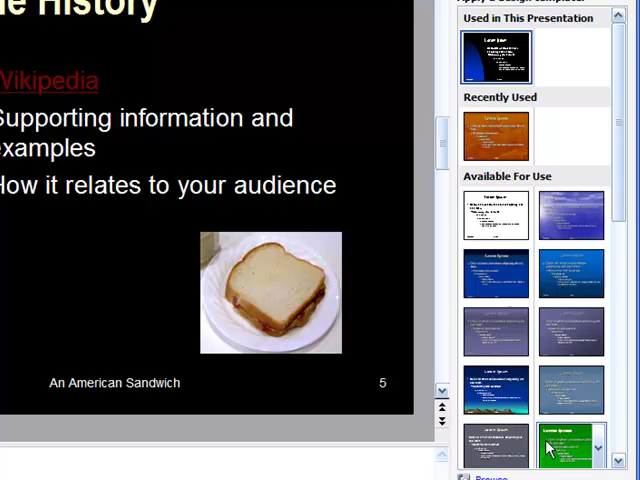 Used in This Presentation
Recently Used
Available For Use
e History
Wikipedia
Supporting information and
examples
How it relates to your audience
An American Sandwich
5